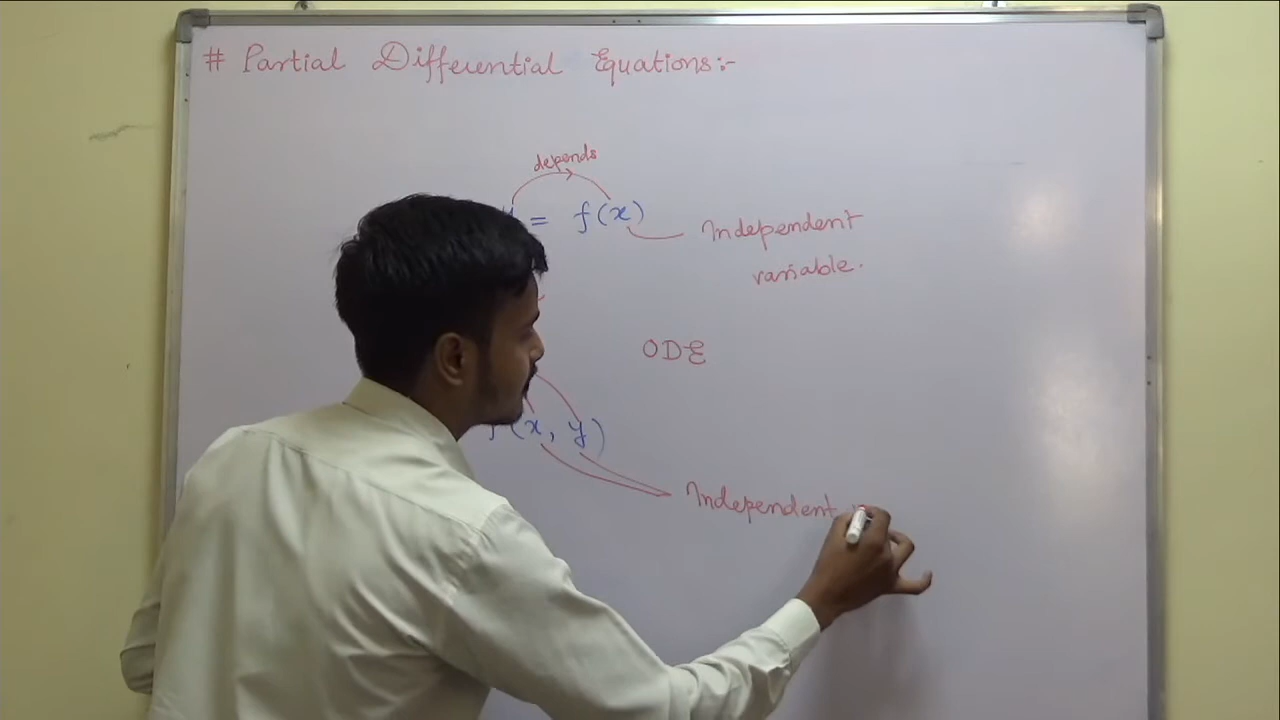 # Partial Differential Equations:-
depends
= f(x)
Independent
variable.
ODE
f(x, y)
Independent